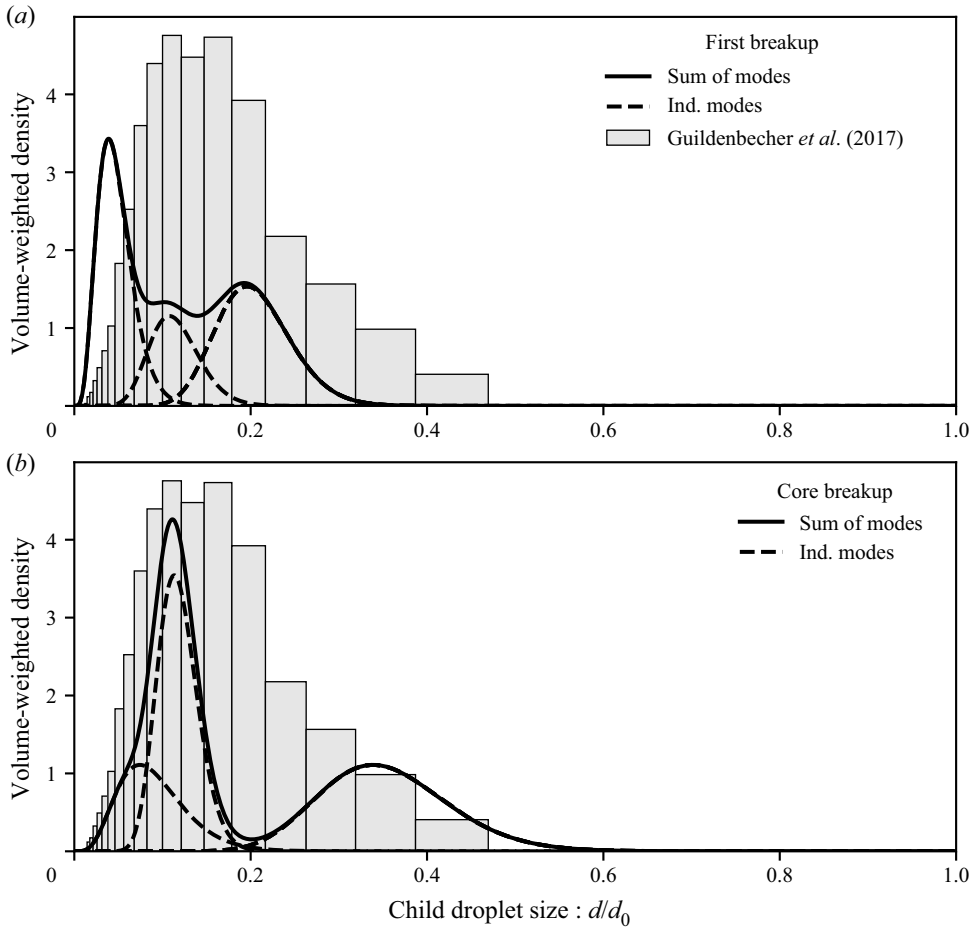 (a)
First breakup
Sum of modes
Ind. modes
Guildenbecher et al. (2017)
Volume-weighted density
4
3
2
1
0
0.2
0.4
0.6
0.8
1.0
(b)
Core breakup
Sum of modes
Ind. modes
Volume-weighted density
4
3
2
1
0
0.2
0.4
0.6
0.8
1.0
Child droplet size : d/d0